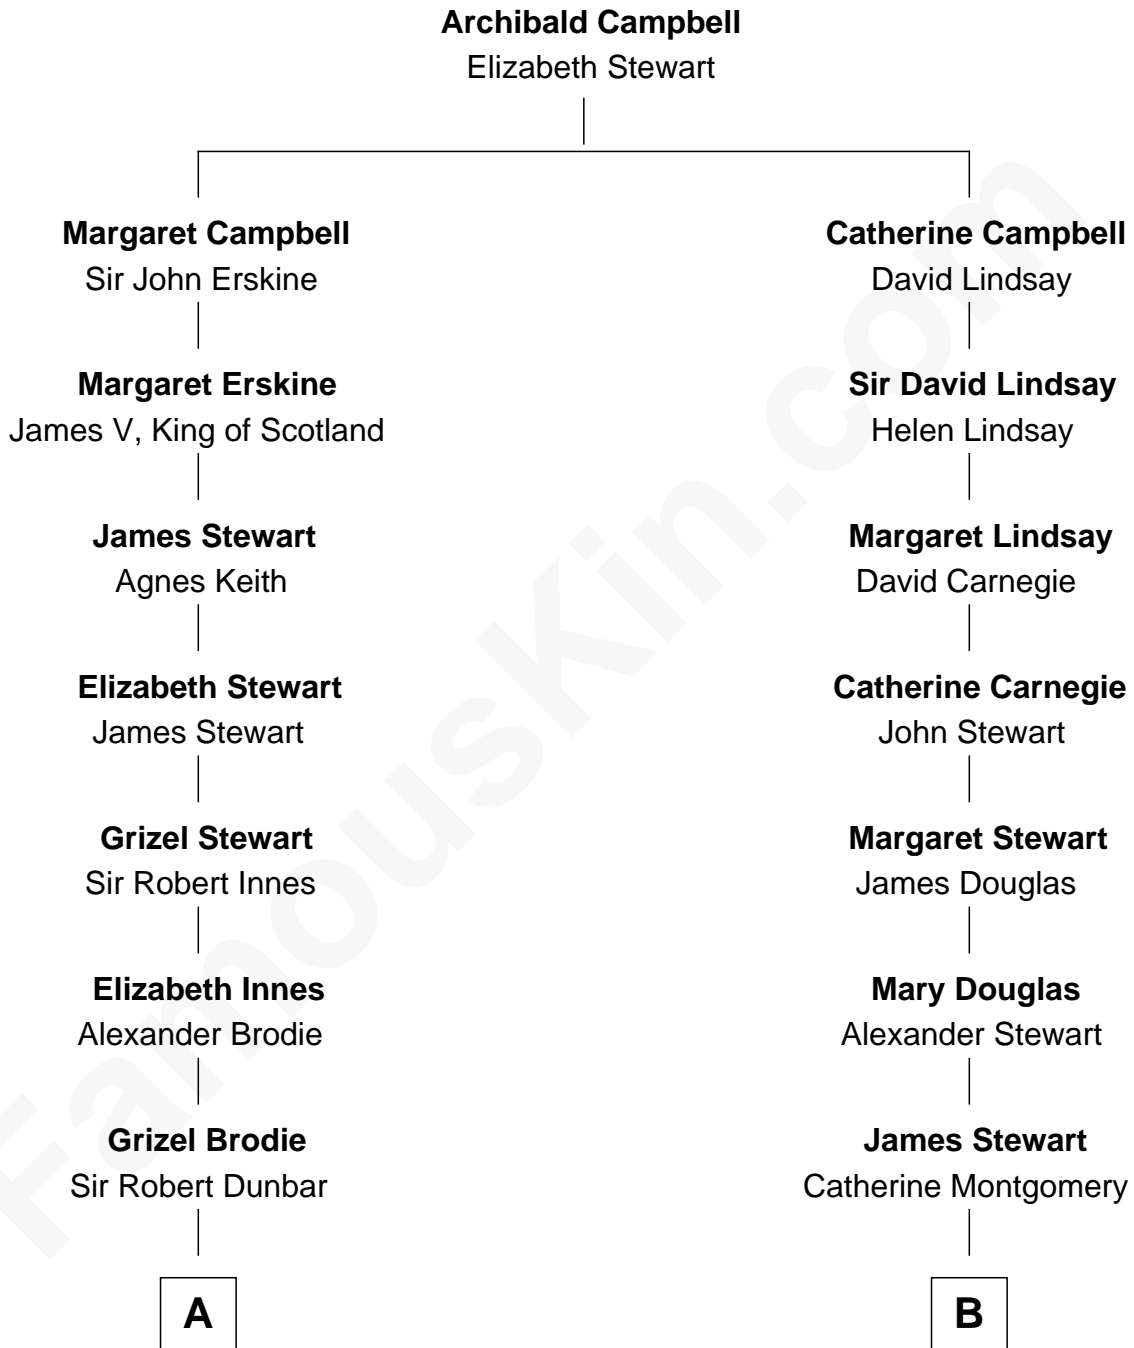 Archibald Campbell
Elizabeth Stewart
Margaret Campbell
Sir John Erskine
Catherine Campbell
David Lindsay
Margaret Erskine
James V, King of Scotland
Sir David Lindsay
Helen Lindsay
James Stewart
Agnes Keith
Margaret Lindsay
David Carnegie
Elizabeth Stewart
James Stewart
Catherine Carnegie
John Stewart
Grizel Stewart
Sir Robert Innes
Margaret Stewart
James Douglas
Elizabeth Innes
Alexander Brodie
Mary Douglas
Alexander Stewart
Grizel Brodie
Sir Robert Dunbar
James Stewart
Catherine Montgomery
A
B
FamousKin.com